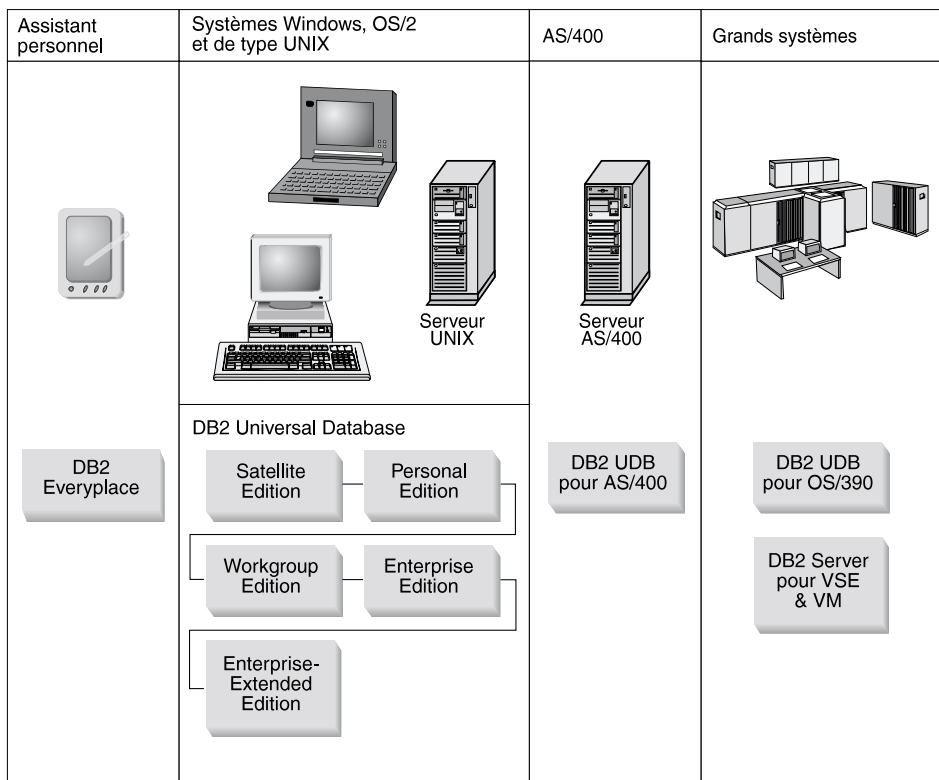 Assistant
personnel
Systèmes Windows, OS/2
et de type UNIX
AS/400
Grands systèmes
Serveur
UNIX
Serveur
AS/400
DB2 Universal Database
DB2
Everyplace
Satellite
Edition
Personal
Edition
DB2 UDB
pour AS/400
DB2 UDB
pour OS/390
Workgroup
Edition
Enterprise
Edition
DB2 Server
pour VSE
& VM
Enterprise-
Extended
Edition